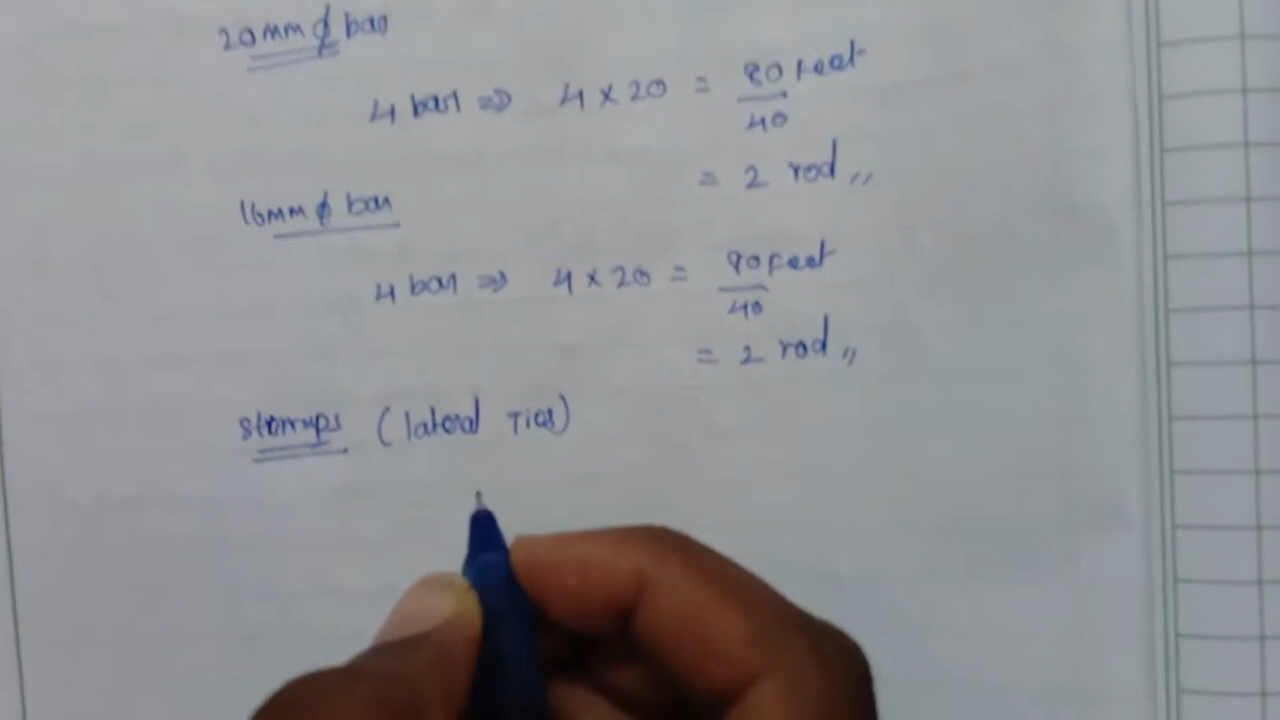 20mm ϕ bar
4 bar ⇒ 4 × 20 = 80 Feet
40
= 2 rod ,,
16mm ϕ bar
4 bar ⇒ 4 × 20 = 80 Feet
40
= 2 rod ,,
Stirrups (lateral Ties)